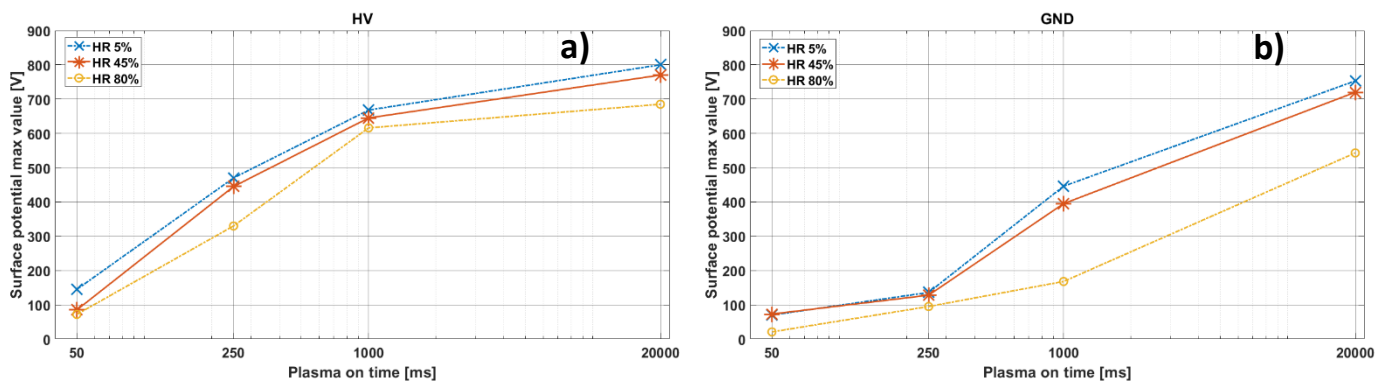 HV
a)
HR 5%
HR 45%
HR 80%
900
800
700
600
500
400
300
200
100
0
Surface potential max value [V]
50
250
1000
20000
Plasma on time [ms]
GND
b)
HR 5%
HR 45%
HR 80%
900
800
700
600
500
400
300
200
100
0
Surface potential max value [V]
50
250
1000
20000
Plasma on time [ms]